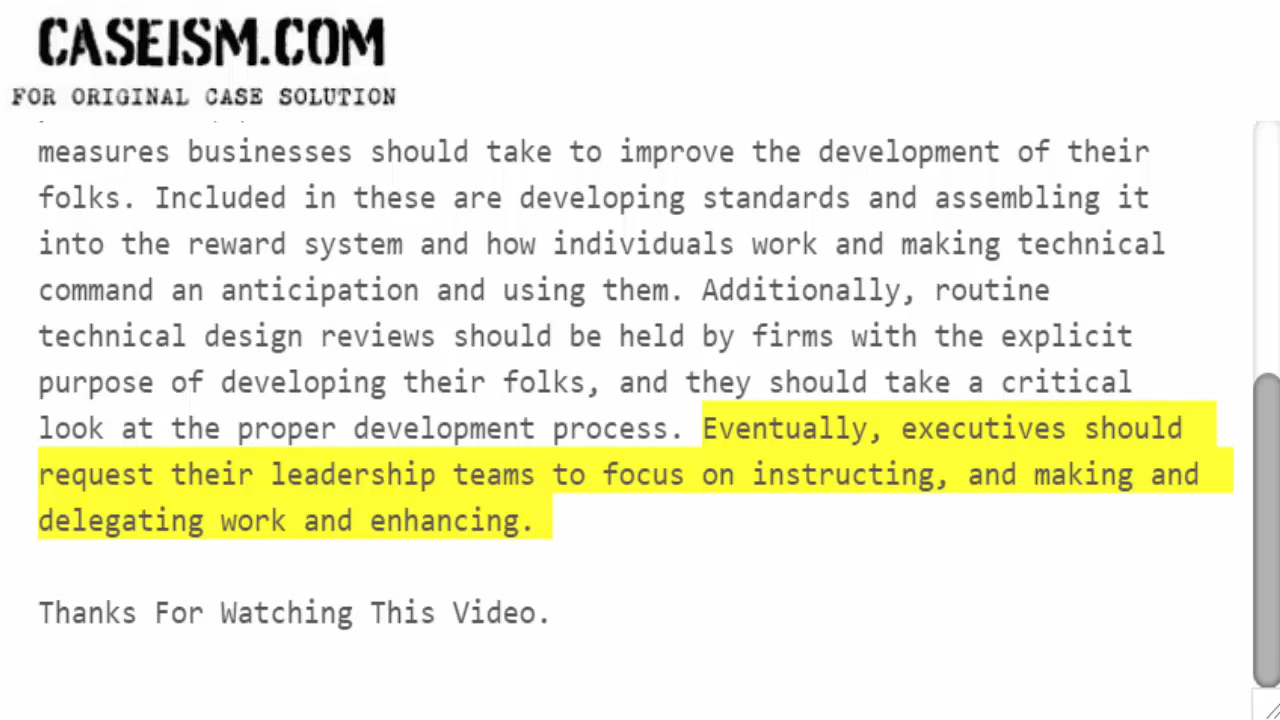 CASEISM.COM
FOR ORIGINAL CASE SOLUTION
measures businesses should take to improve the development of their
folks. Included in these are developing standards and assembling it
into the reward system and how individuals work and making technical
command an anticipation and using them. Additionally, routine
technical design reviews should be held by firms with the explicit
purpose of developing their folks, and they should take a critical
look at the proper development process. Eventually, executives should
request their leadership teams to focus on instructing, and making and
delegating work and enhancing.
Thanks For Watching This Video.